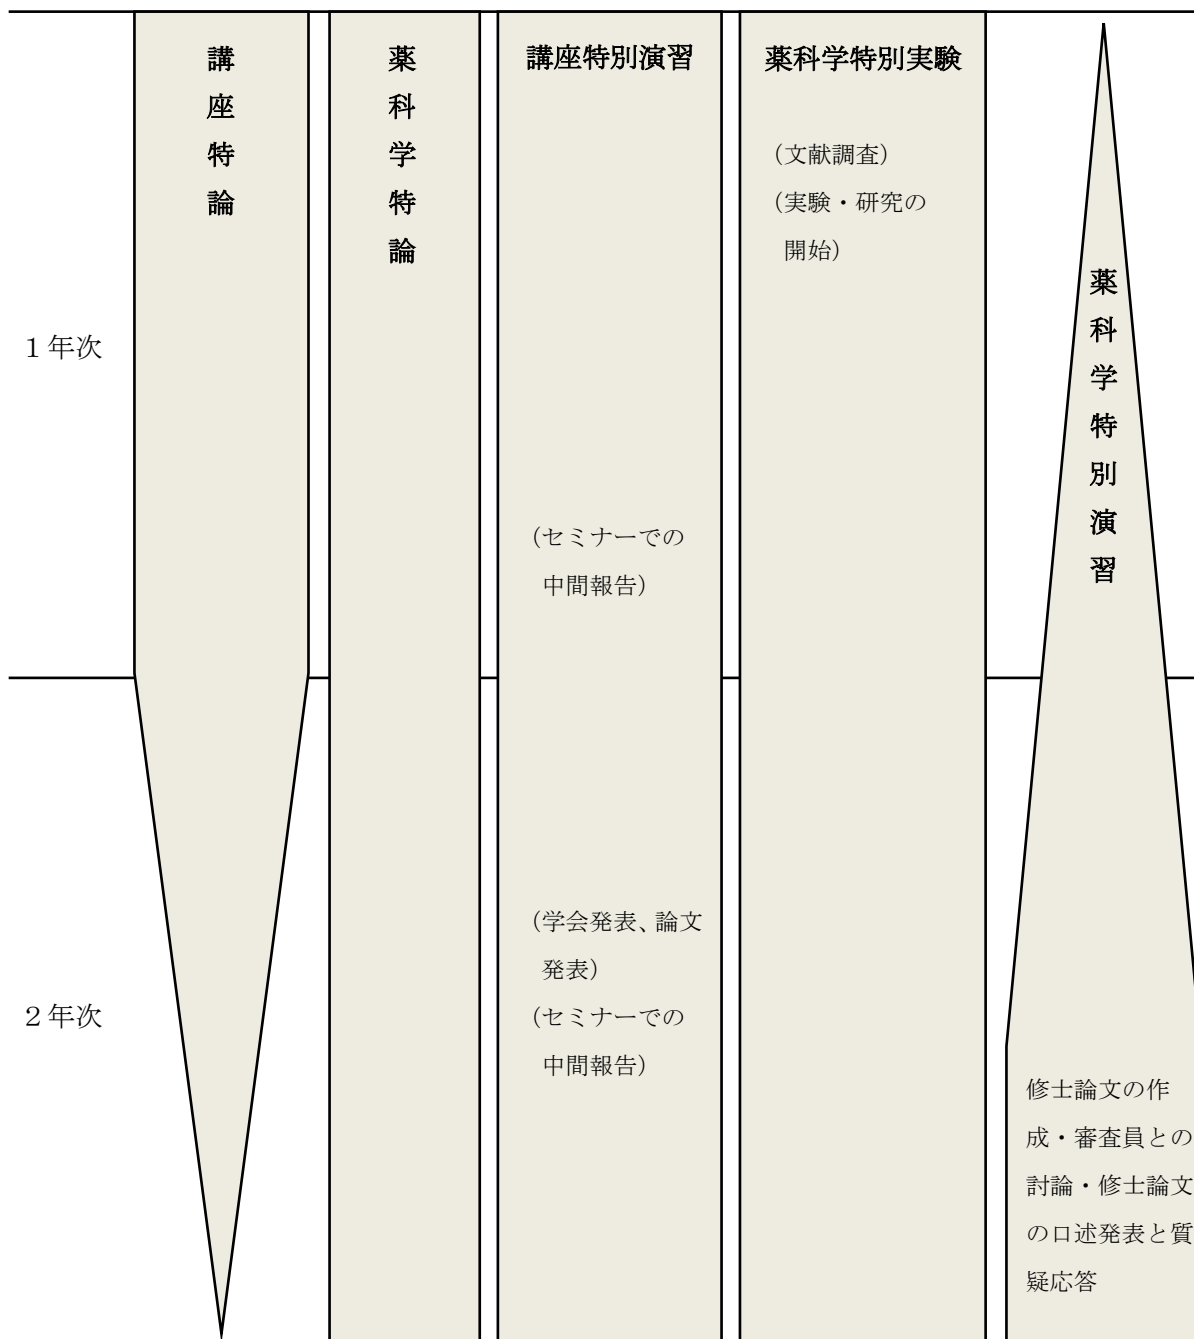 講座特論
薬科学特論
講座特別演習
薬科学特別実験
（文献調査）
（実験・研究の
開始）
薬科学特別演習
１年次
（セミナーでの
中間報告）
２年次
（学会発表、論文
発表）
（セミナーでの
中間報告）
修士論文の作
成・審査員との
討論・修士論文
の口述発表と質
疑応答